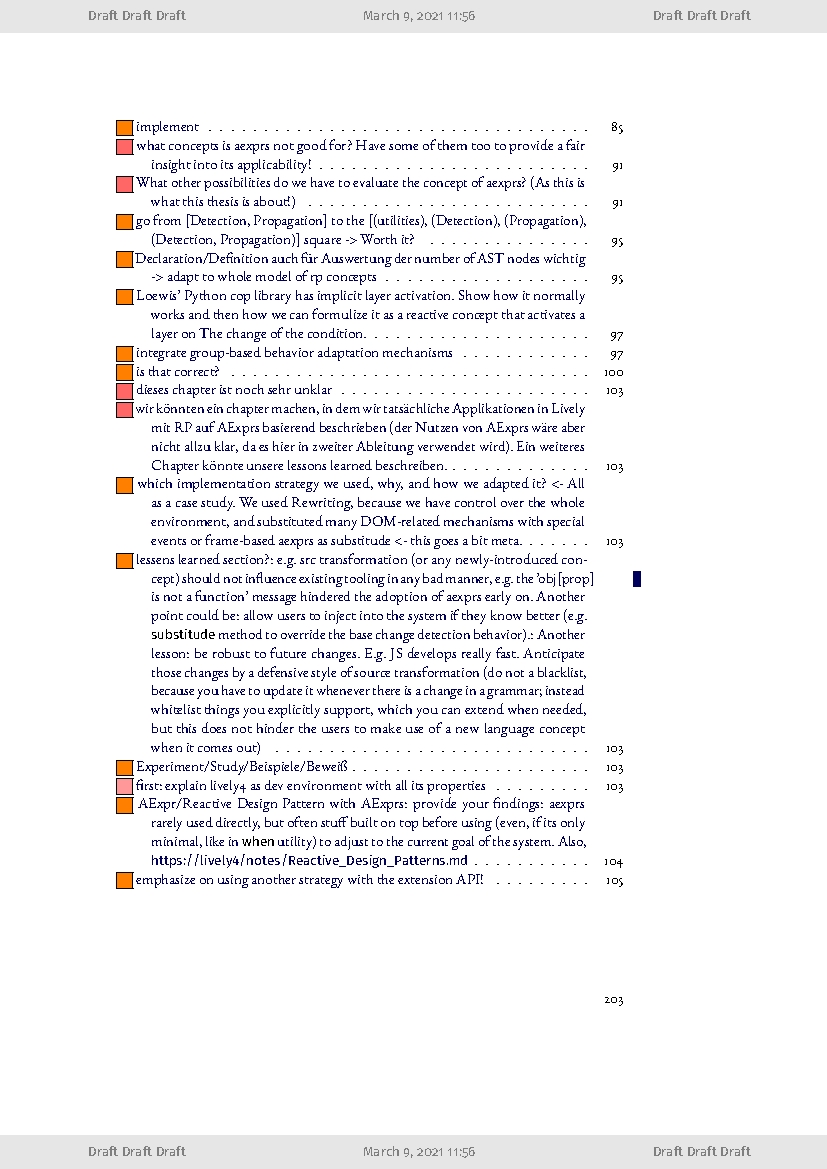 Draft Draft Draft March 9, 2021 11:56 Draft Draft Draft
implement . . . . . . . . . . . . . . . . . . . . . . . . . . . . . . . . . . 85
what concepts is aexprs not good for? Have some of them too to provide a fair
insight into its applicability! . . . . . . . . . . . . . . . . . . . . . . . . 91
What other possibilities do we have to evaluate the concept of aexprs? (As this is
what this thesis is about!) . . . . . . . . . . . . . . . . . . . . . . . . . 91
go from [Detection, Propagation] to the [(utilities), (Detection), (Propagation),
(Detection, Propagation)] square -> Worth it? . . . . . . . . . . . . . . 95
Declaration/Definition auch für Auswertung der number of AST nodes wichtig
-> adapt to whole model of rp concepts . . . . . . . . . . . . . . . . . . 95
Loewis' Python cop library has implicit layer activation. Show how it normally
works and then how we can formulize it as a reactive concept that activates a
layer on The change of the condition. . . . . . . . . . . . . . . . . . . . 97
integrate group-based behavior adaptation mechanisms . . . . . . . . . . . . 97
is that correct? . . . . . . . . . . . . . . . . . . . . . . . . . . . . . . . . 100
dieses chapter ist noch sehr unklar . . . . . . . . . . . . . . . . . . . . . . 103
wir könnten ein chapter machen, in dem wir tatsächliche Applikationen in Lively
mit RP auf AExprs basierend beschrieben (der Nutzen von AExprs wäre aber
nicht allzu klar, da es hier in zweiter Ableitung verwendet wird). Ein weiteres
Chapter könnte unsere lessons learned beschreiben. . . . . . . . . . . . . 103
which implementation strategy we used, why, and how we adapted it? <- All
as a case study. We used Rewriting, because we have control over the whole
environment, and substituted many DOM-related mechanisms with special
events or frame-based aexprs as substitude <- this goes a bit meta. . . . . . . 103
lessens learned section?: e.g. src transformation (or any newly-introduced con-
cept) should not influence existing tooling in any bad manner, e.g. the 'obj[prop]
is not a function' message hindered the adoption of aexprs early on. Another
point could be: allow users to inject into the system if they know better (e.g.
substitude method to override the base change detection behavior).: Another
lesson: be robust to future changes. E.g. JS develops really fast. Anticipate
those changes by a defensive style of source transformation (do not a blacklist,
because you have to update it whenever there is a change in a grammar; instead
whitelist things you explicitly support, which you can extend when needed,
but this does not hinder the users to make use of a new language concept
when it comes out) . . . . . . . . . . . . . . . . . . . . . . . . . . . . 103
Experiment/Study/Beispiele/Beweiß . . . . . . . . . . . . . . . . . . . . . 103
first: explain lively4 as dev environment with all its properties . . . . . . . . . 103
AExpr/Reactive Design Pattern with AExprs: provide your findings: aexprs
rarely used directly, but often stuff built on top before using (even, if its only
minimal, like in when utility) to adjust to the current goal of the system. Also,
https://lively4/notes/Reactive_Design_Patterns.md . . . . . . . . . . . 104
emphasize on using another strategy with the extension API! . . . . . . . . . 105
203
Draft Draft Draft March 9, 2021 11:56 Draft Draft Draft